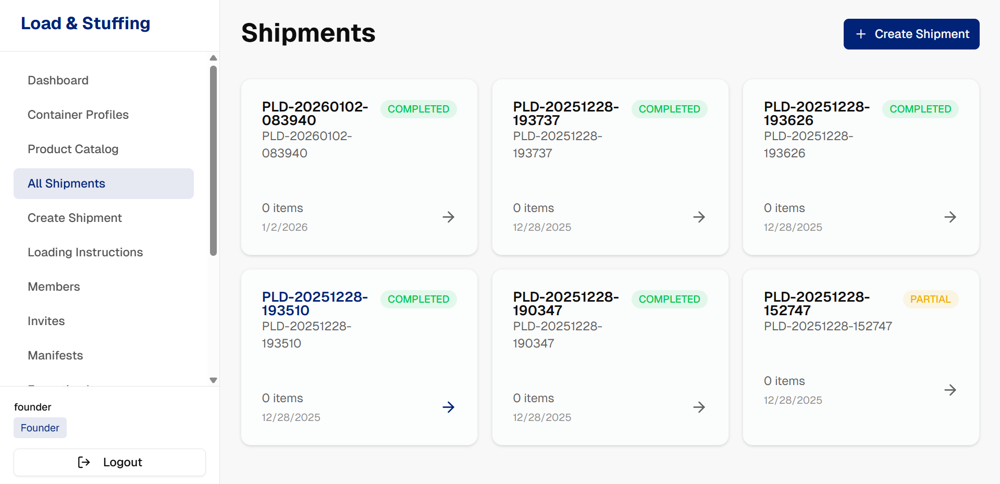 Load & Stuffing
Dashboard
Container Profiles
Product Catalog
All Shipments
Create Shipment
Loading Instructions
Members
Invites
Manifests
founder
Founder
Logout
Shipments
+ Create Shipment
PLD-20260102-
083940
COMPLETED
PLD-20260102-
083940
0 items
1/2/2026
PLD-20251228-
193737
COMPLETED
PLD-20251228-
193737
0 items
12/28/2025
PLD-20251228-
193626
COMPLETED
PLD-20251228-
193626
0 items
12/28/2025
PLD-20251228-
193510
COMPLETED
PLD-20251228-
193510
0 items
12/28/2025
PLD-20251228-
190347
COMPLETED
PLD-20251228-
190347
0 items
12/28/2025
PLD-20251228-
152747
PARTIAL
PLD-20251228-152747
0 items
12/28/2025